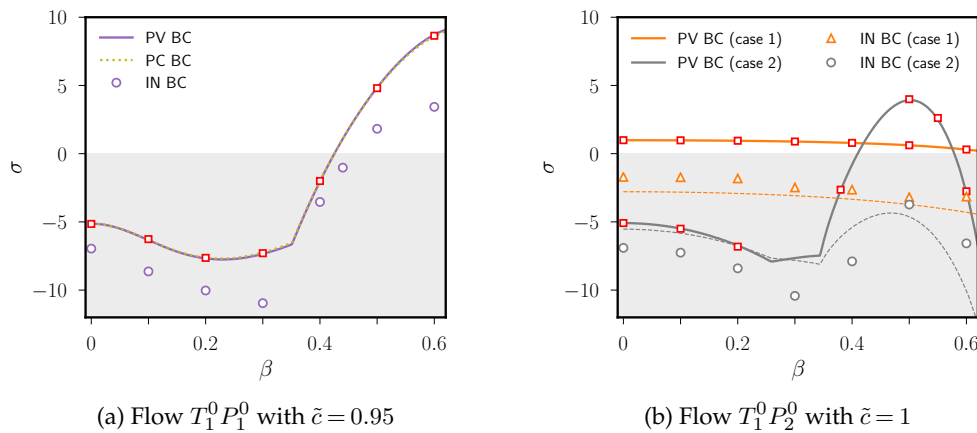 10
5
0
−5
−10
σ
PV BC
PC BC
IN BC
0
0.2
0.4
0.6
β
(a) Flow T₁⁰P₁⁰ with c̃ = 0.95
10
5
0
−5
−10
σ
PV BC (case 1)
PV BC (case 2)
IN BC (case 1)
IN BC (case 2)
0
0.2
0.4
0.6
β
(b) Flow T₁⁰P₂⁰ with c̃ = 1